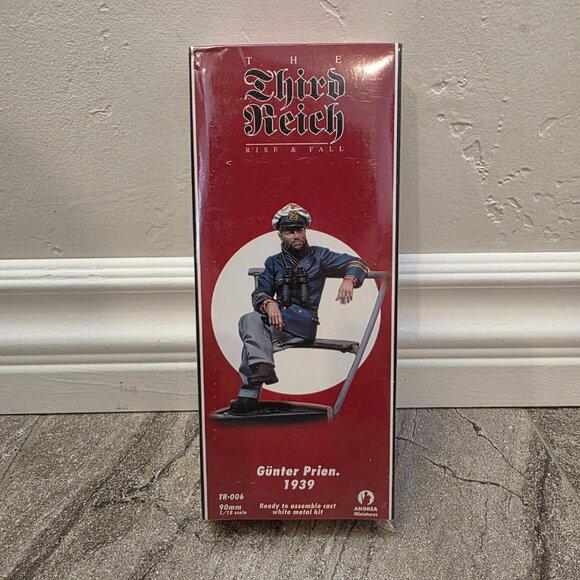 THE
Third
Reich
RISE & FALL
Günter Prien.
1939
TR-006
90mm
1/18 scale
Ready to assemble cast
white metal kit
ANDREA
Miniatures